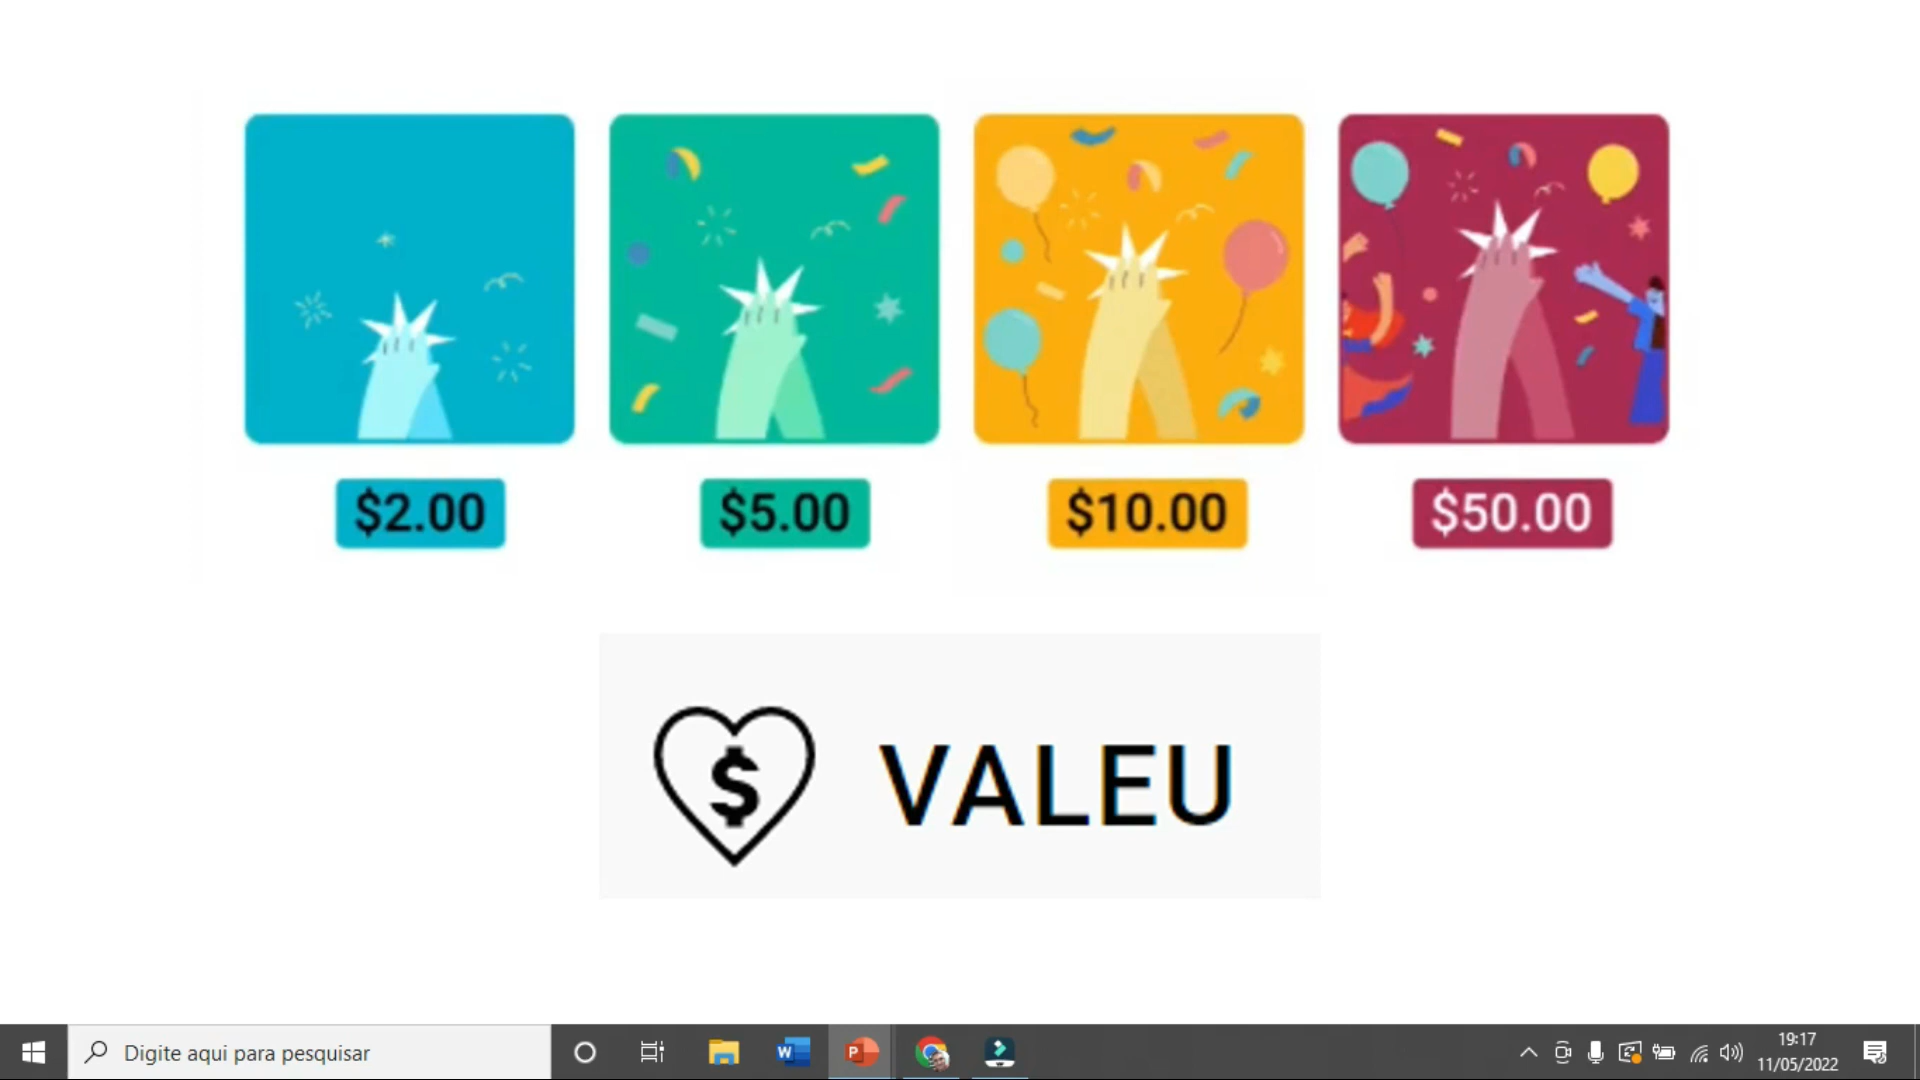 $2.00 $5.00 $10.00 $50.00
$ VALEU
Digite aqui para pesquisar
W
P
19:17
11/05/2022